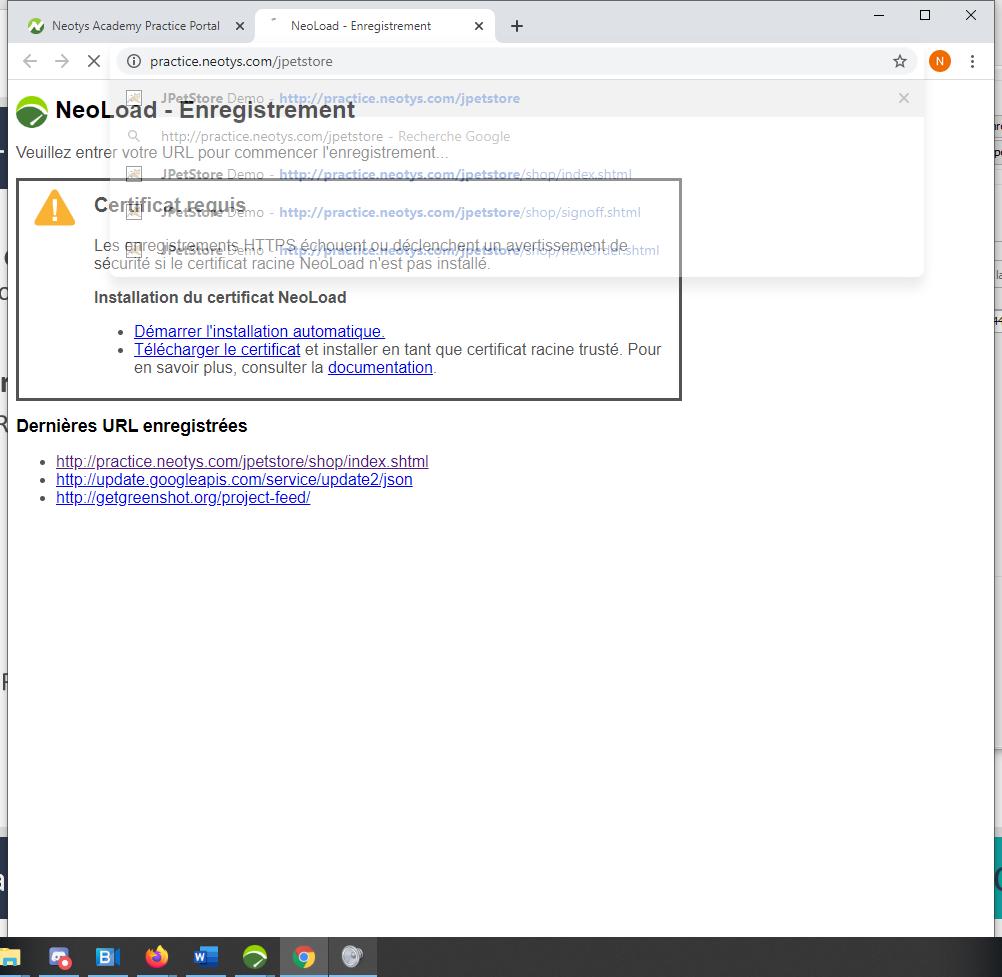 Neotys Academy Practice Portal
NeoLoad - Enregistrement
practice.neotys.com/jpetstore
N
JPetStore Demo - http://practice.neotys.com/jpetstore
NeoLoad - Enregistrement
http://practice.neotys.com/jpetstore - Recherche Google
Veuillez entrer votre URL pour commencer l'enregistrement...
JPetStore Demo - http://practice.neotys.com/jpetstore/shop/index.shtml
Certificat requis
JPetStore Demo - http://practice.neotys.com/jpetstore/shop/signoff.shtml
Les enregistrements HTTPS échouent ou déclenchent un avertissement de
JPetStore Demo - http://practice.neotys.com/jpetstore/shop/newOrder.shtml
sécurité si le certificat racine NeoLoad n'est pas installé.
Installation du certificat NeoLoad
Démarrer l'installation automatique.
Télécharger le certificat et installer en tant que certificat racine trusté. Pour
en savoir plus, consulter la documentation.
Dernières URL enregistrées
http://practice.neotys.com/jpetstore/shop/index.shtml
http://update.googleapis.com/service/update2/json
http://getgreenshot.org/project-feed/